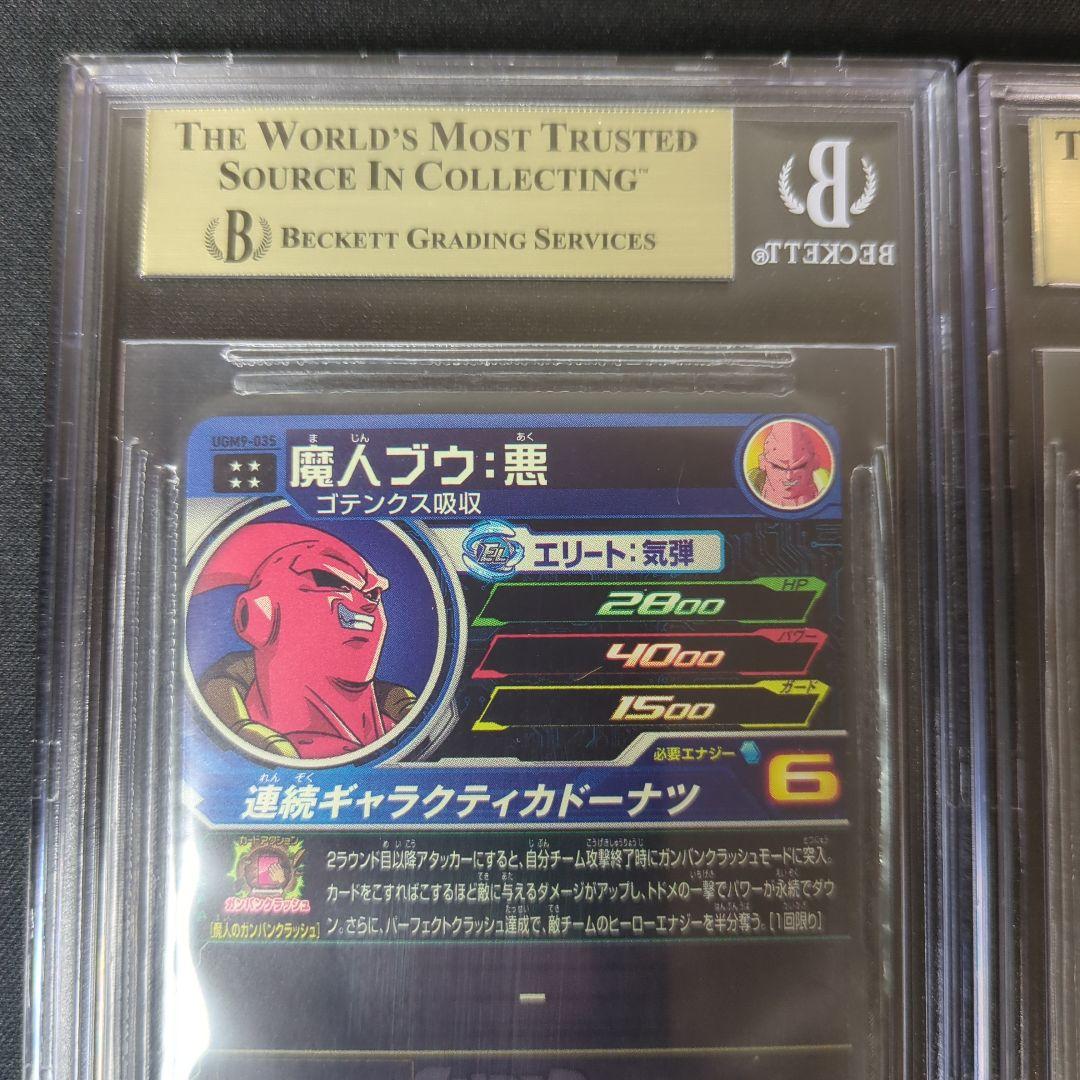 THE WORLD'S MOST TRUSTED
SOURCE IN COLLECTING™
B BECKETT GRADING SERVICES
B
BECKETT®
T
UGM9-035
★★
★★
ま じん あく
魔人ブウ:悪
ゴテンクス吸収
EL エリート:気弾
HP
2800
パワー
4000
ガード
1500
必要エナジー 6
れん ぞく
連続ギャラクティカドーナツ
カードアクション
ガンバンクラッシュ
[魔人のガンバンクラッシュ]
2ラウンド目以降アタッカーにすると、自分チーム攻撃終了時にガンバンクラッシュモードに突入。
カードをこすればこするほど敵に与えるダメージがアップし、トドメの一撃でパワーが永続でダウ
ン。さらに、パーフェクトクラッシュ達成で、敵チームのヒーローエナジーを半分奪う。[1回限り]
ー